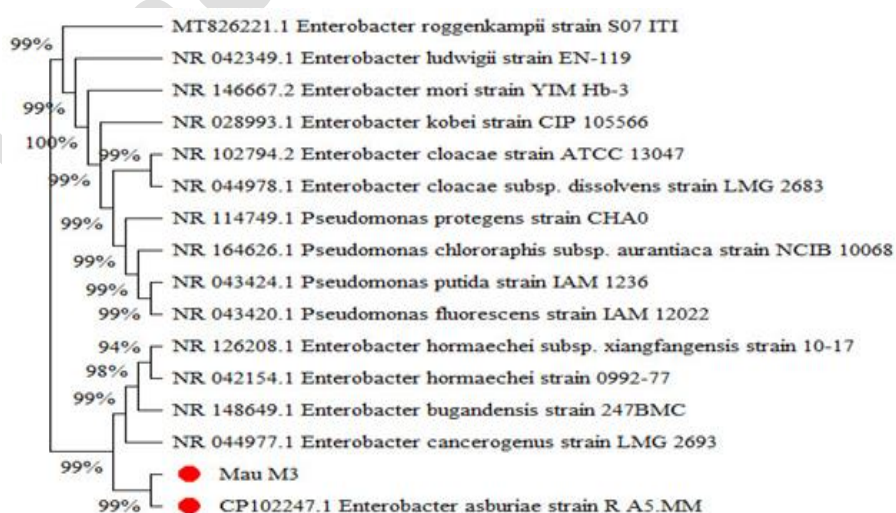 MT826221.1 Enterobacter roggenkampii strain S07 ITI
99%
NR 042349.1 Enterobacter ludwigii strain EN-119
NR 146667.2 Enterobacter mori strain YIM Hb-3
99%
NR 028993.1 Enterobacter kobei strain CIP 105566
100%
99% NR 102794.2 Enterobacter cloacae strain ATCC 13047
99%
NR 044978.1 Enterobacter cloacae subsp. dissolvens strain LMG 2683
NR 114749.1 Pseudomonas protegens strain CHA0
99%
NR 164626.1 Pseudomonas chlororaphis subsp. aurantiaca strain NCIB 10068
99%
NR 043424.1 Pseudomonas putida strain IAM 1236
99%
99% NR 043420.1 Pseudomonas fluorescens strain IAM 12022
94% NR 126208.1 Enterobacter hormaechei subsp. xiangfangensis strain 10-17
98%
NR 042154.1 Enterobacter hormaechei strain 0992-77
99%
NR 148649.1 Enterobacter bugandensis strain 247BMC
NR 044977.1 Enterobacter cancerogenus strain LMG 2693
99%
Mau M3
99% CP102247.1 Enterobacter asburiae strain R A5.MM